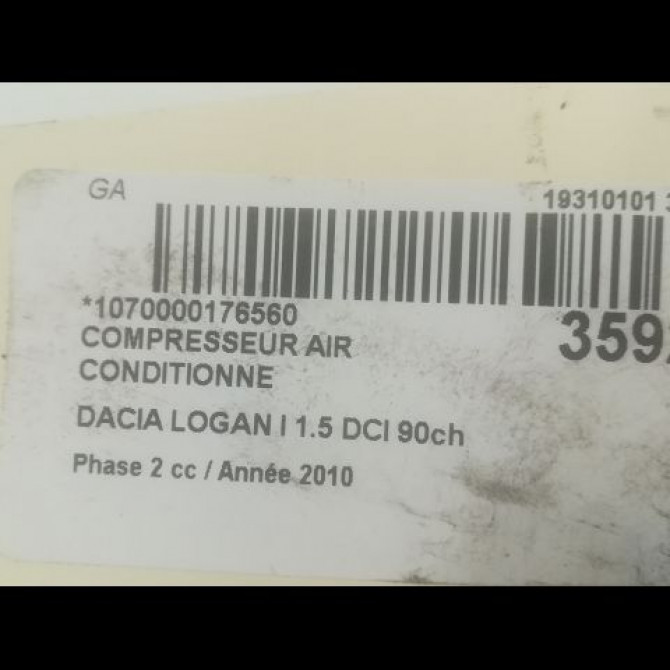 GA
19310101
*1070000176560
359
COMPRESSEUR AIR
CONDITIONNE
DACIA LOGAN I 1.5 DCI 90ch
Phase 2 cc / Année 2010